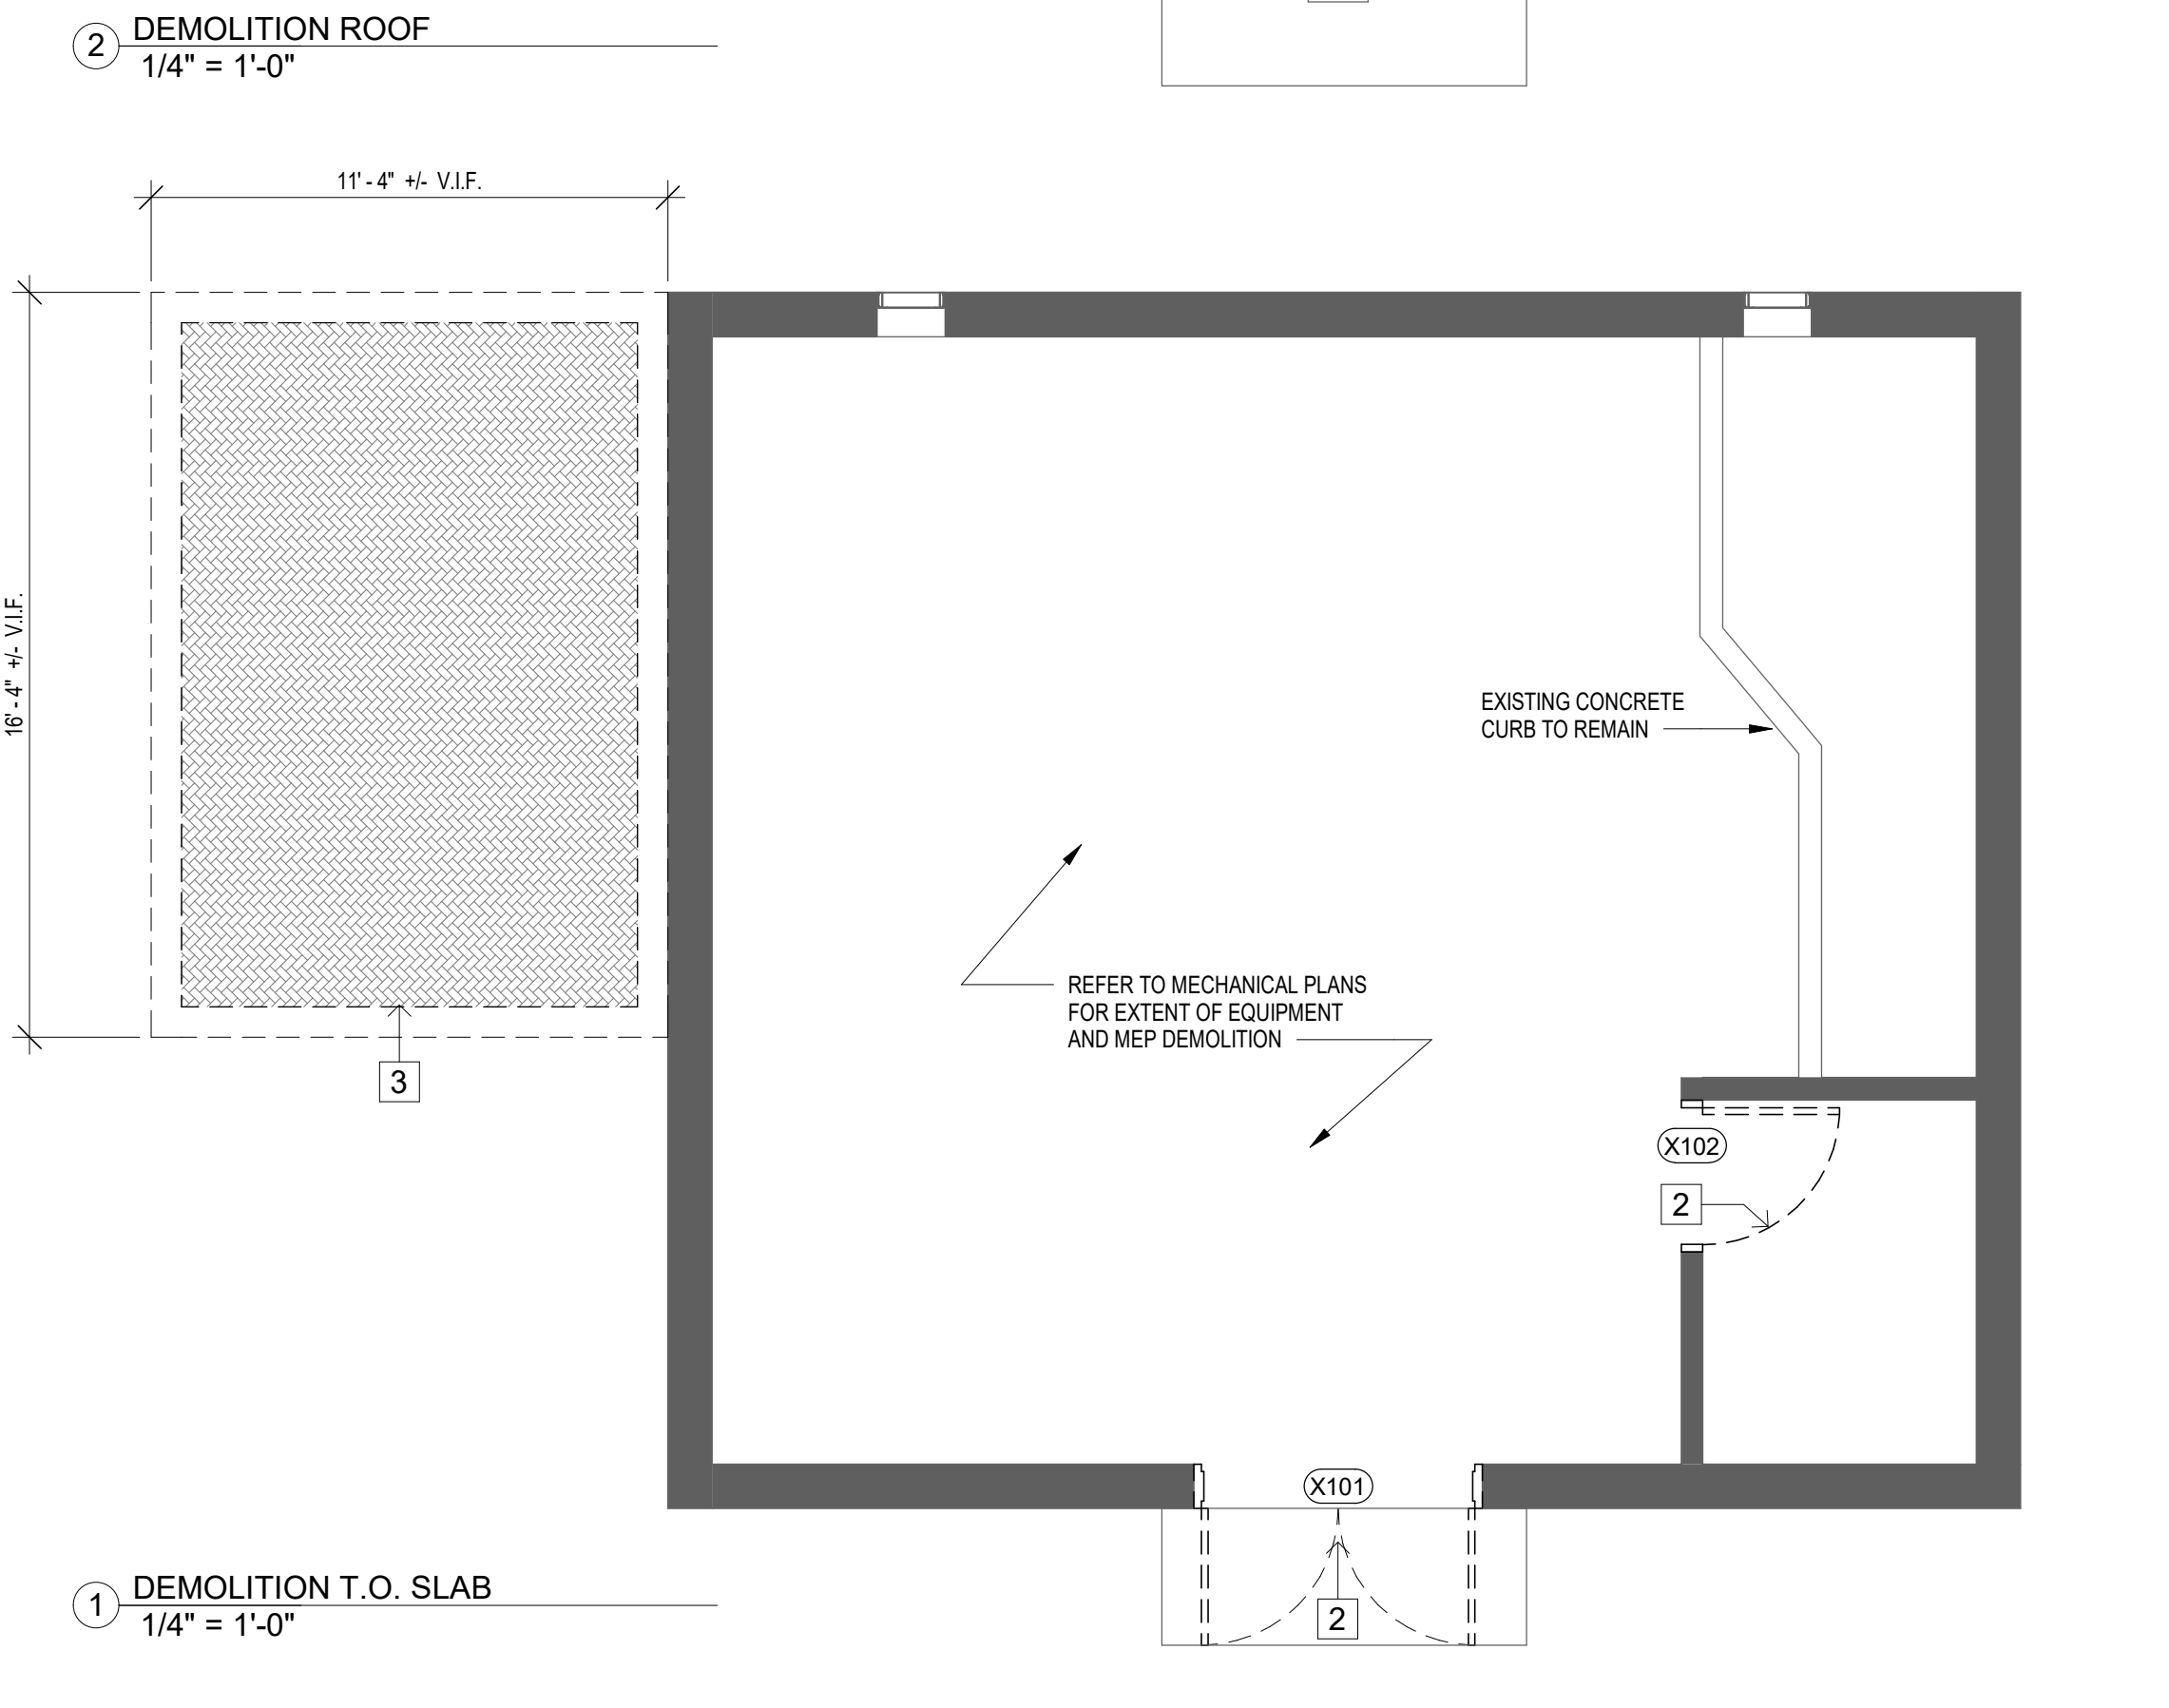 2 DEMOLITION ROOF
1/4" = 1'-0"
11' - 4" +/- V.I.F.
16' - 4" +/- V.I.F.
EXISTING CONCRETE
CURB TO REMAIN
REFER TO MECHANICAL PLANS
FOR EXTENT OF EQUIPMENT
AND MEP DEMOLITION
3
X102
2
X101
2
1 DEMOLITION T.O. SLAB
1/4" = 1'-0"